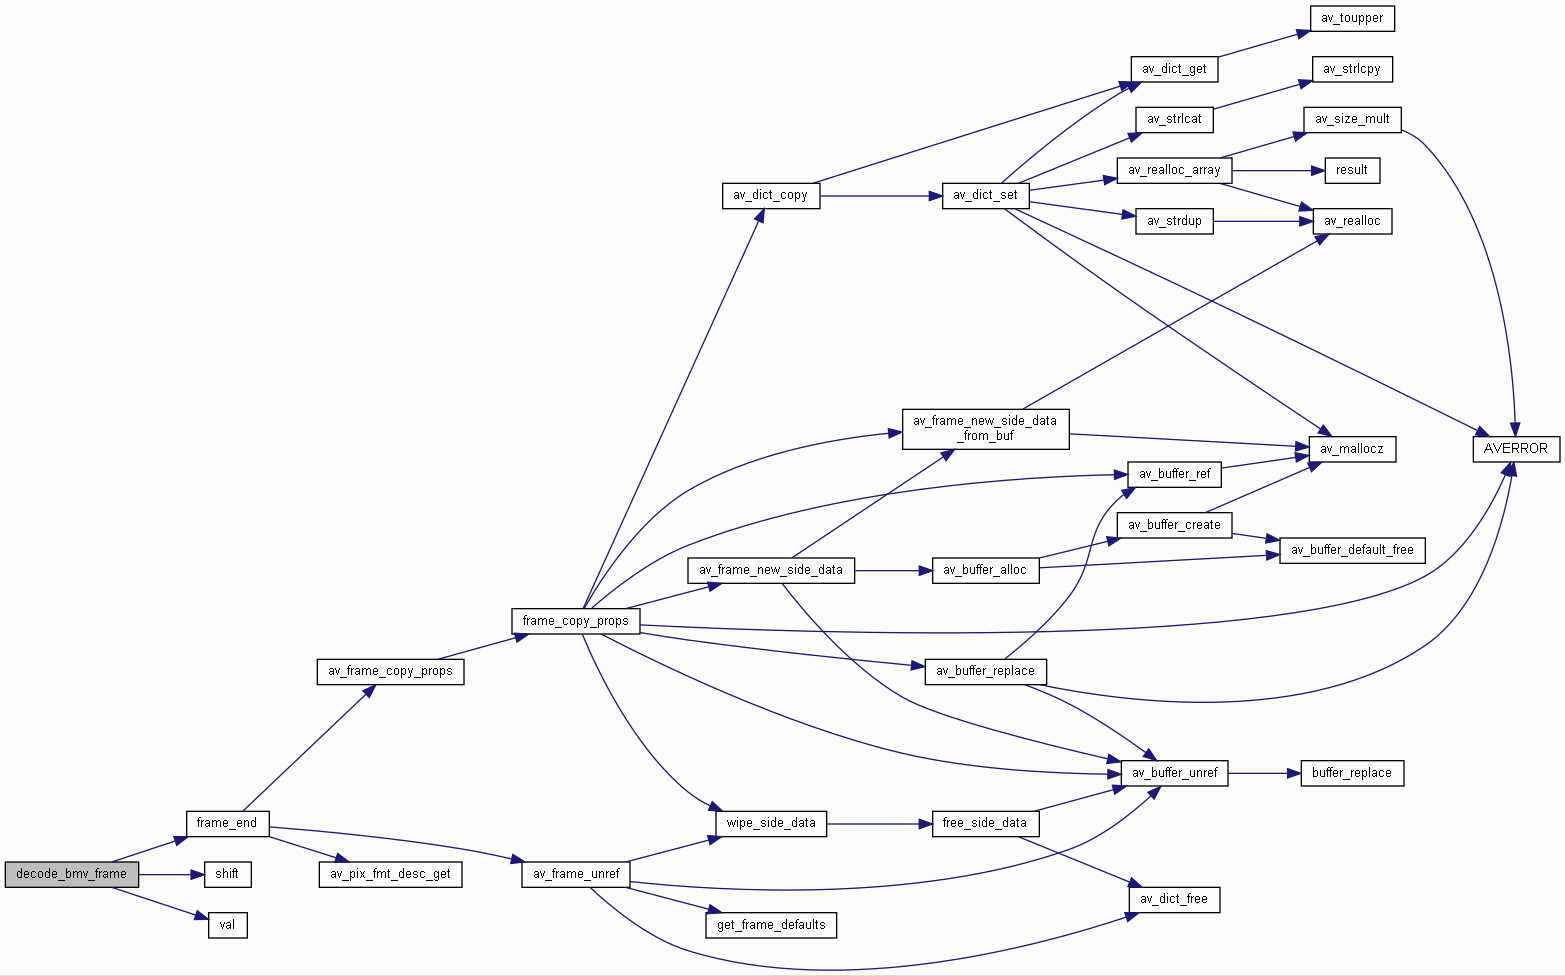 av_toupper
av_dict_get
av_strlcpy
av_strlcat
av_size_mult
av_realloc_array
result
av_dict_copy
av_dict_set
av_strdup
av_realloc
av_frame_new_side_data
_from_buf
av_mallocz
AVERROR
av_buffer_ref
av_buffer_create
av_buffer_default_free
av_frame_new_side_data
av_buffer_alloc
frame_copy_props
av_frame_copy_props
av_buffer_replace
av_buffer_unref
buffer_replace
frame_end
wipe_side_data
free_side_data
decode_bmv_frame
shift
av_pix_fmt_desc_get
av_frame_unref
av_dict_free
val
get_frame_defaults